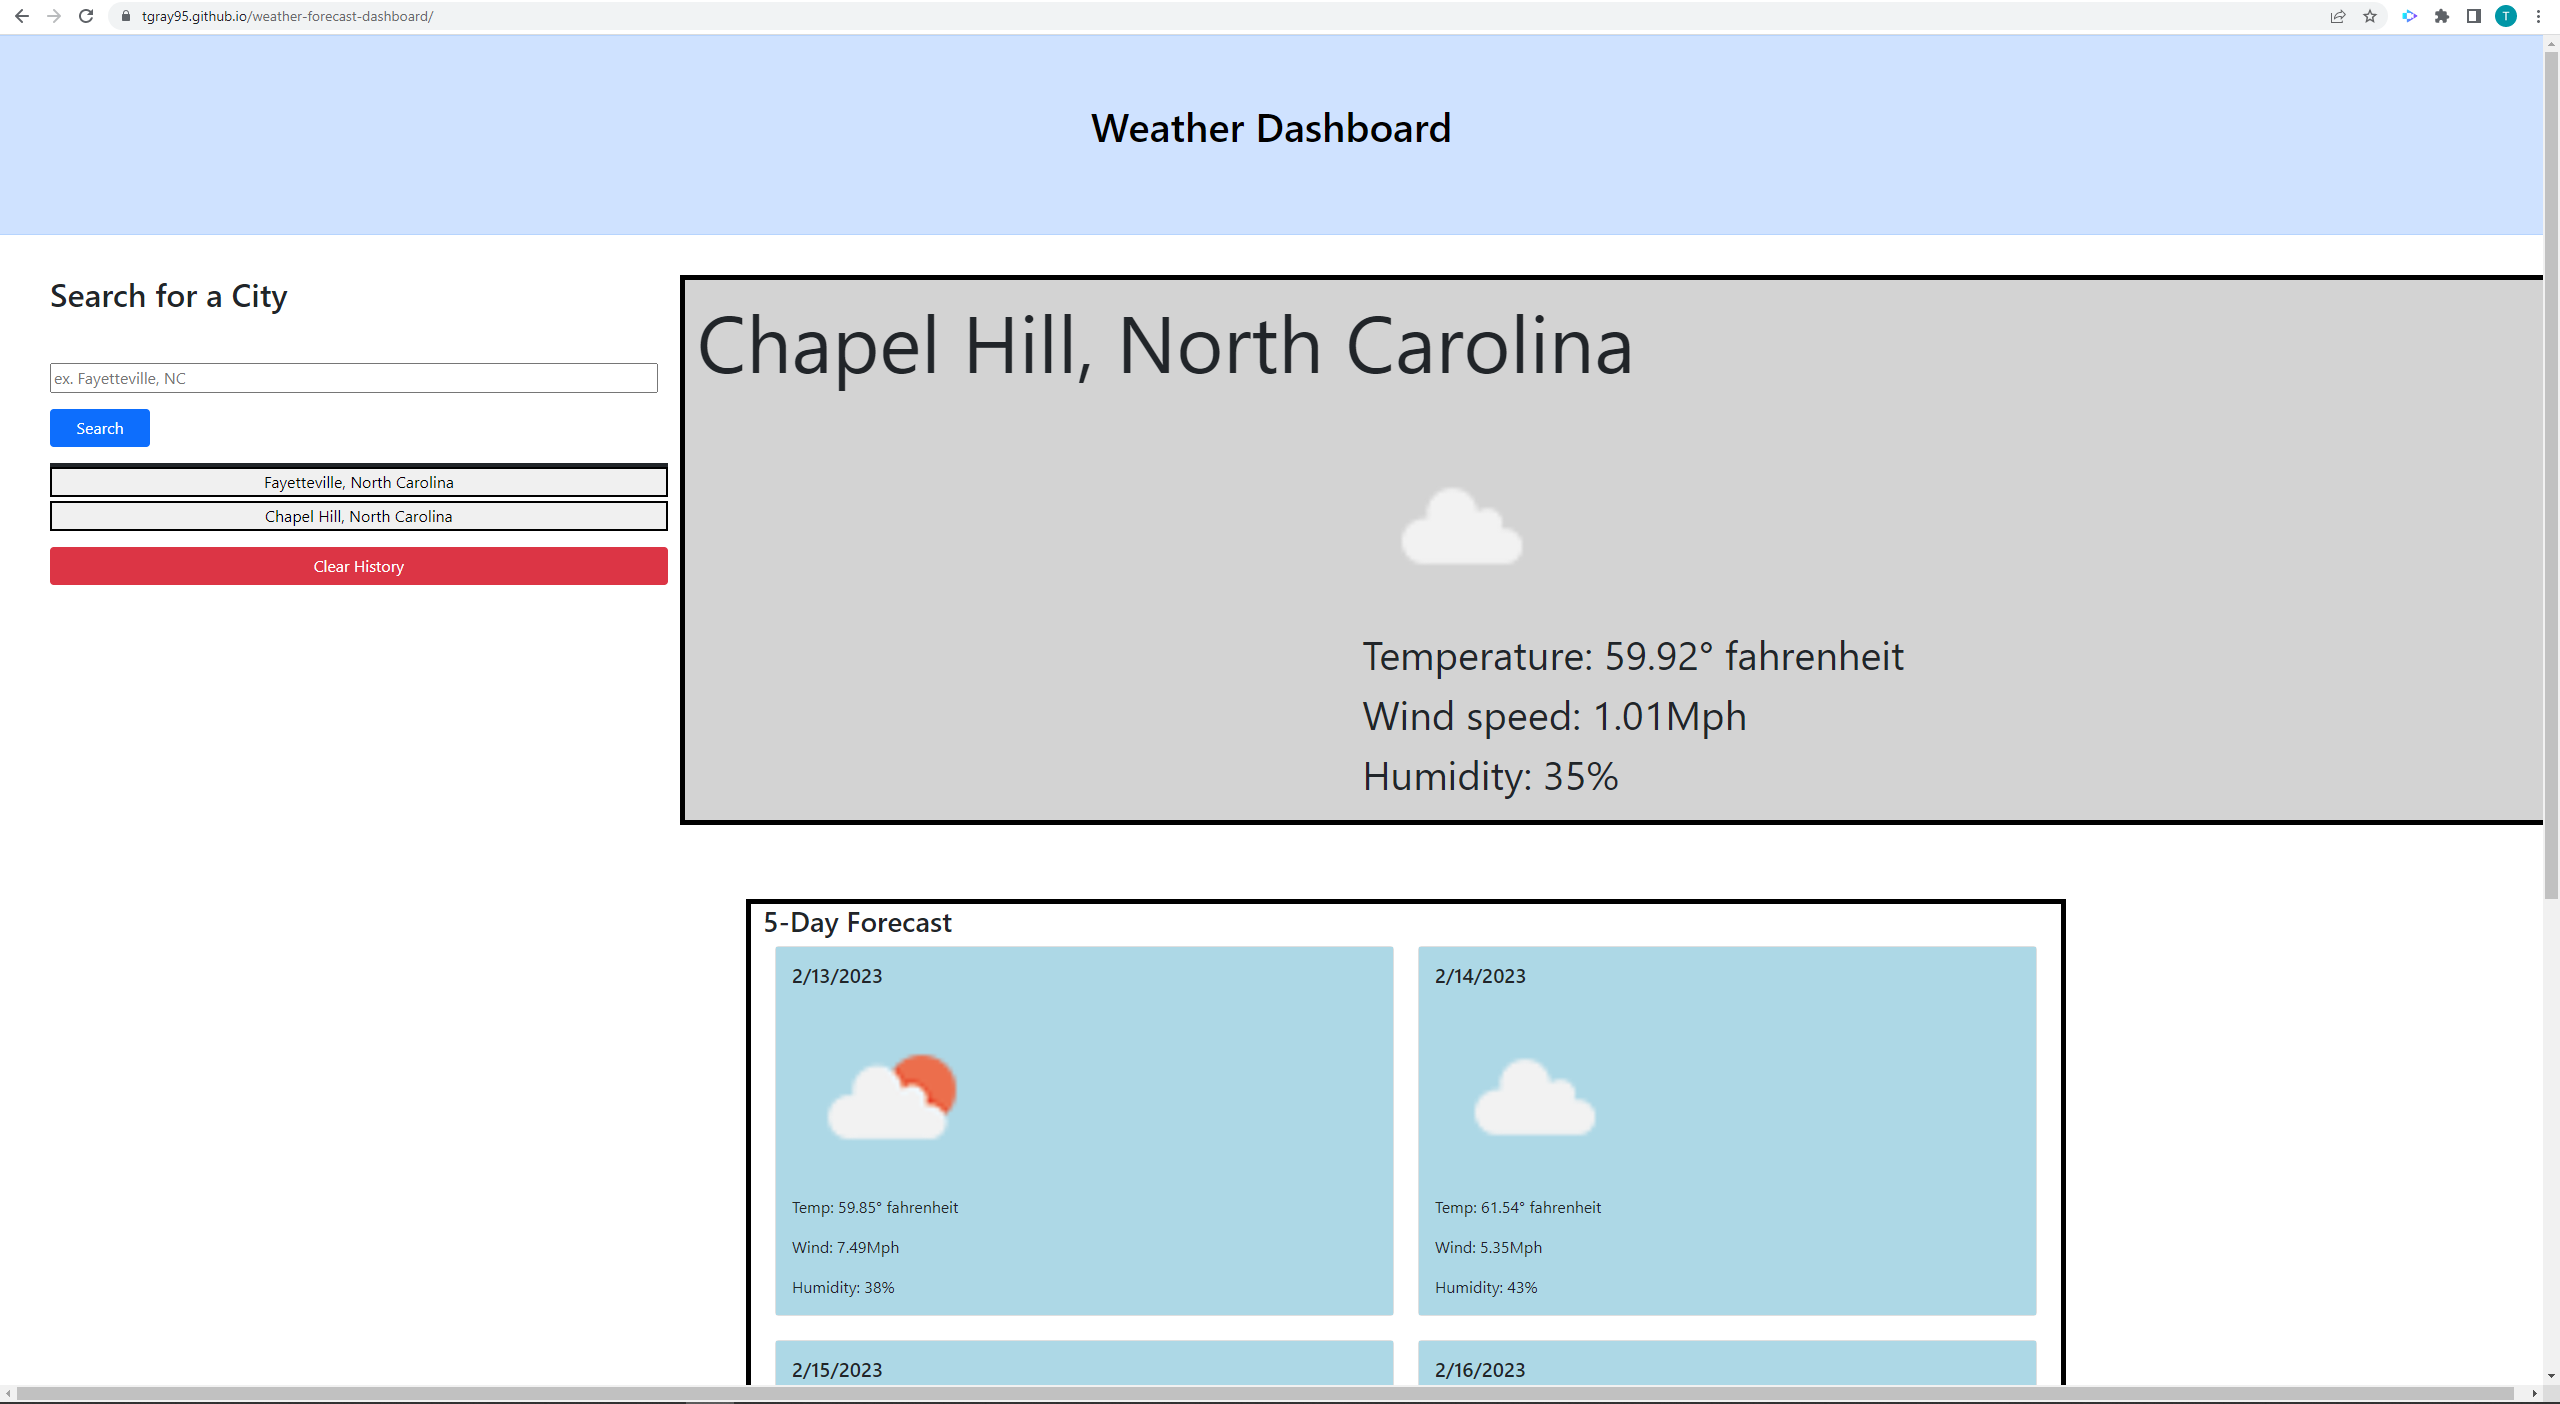 tgray95.github.io/weather-forecast-dashboard/
T
Weather Dashboard
Search for a City
ex. Fayetteville, NC
Search
Fayetteville, North Carolina
Chapel Hill, North Carolina
Clear History
Chapel Hill, North Carolina
Temperature: 59.92° fahrenheit
Wind speed: 1.01Mph
Humidity: 35%
5-Day Forecast
2/13/2023
Temp: 59.85° fahrenheit
Wind: 7.49Mph
Humidity: 38%
2/14/2023
Temp: 61.54° fahrenheit
Wind: 5.35Mph
Humidity: 43%
2/15/2023
2/16/2023